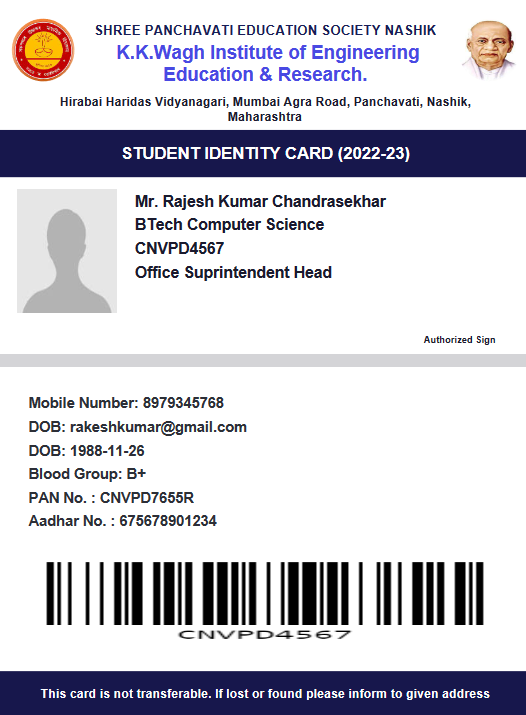 SHREE PANCHAVATI EDUCATION SOCIETY NASHIK
K.K.Wagh Institute of Engineering
Education & Research.
Hirabai Haridas Vidyanagari, Mumbai Agra Road, Panchavati, Nashik,
Maharashtra
STUDENT IDENTITY CARD (2022-23)
Mr. Rajesh Kumar Chandrasekhar
BTech Computer Science
CNVPD4567
Office Suprintendent Head
Authorized Sign
Mobile Number: 8979345768
DOB: rakeshkumar@gmail.com
DOB: 1988-11-26
Blood Group: B+
PAN No. : CNVPD7655R
Aadhar No. : 675678901234
CNVPD4567
This card is not transferable. If lost or found please inform to given address